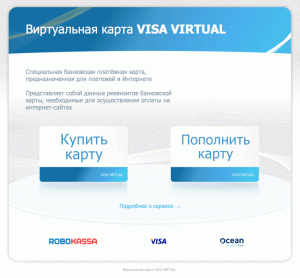 Виртуальная карта VISA VIRTUAL
Специальная банковская платёжная карта,
предназначенная для платежей в Интернете
Представляет собой данные реквизитов банковской
карты, необходимые для осуществления оплаты на
интернет-сайтах
Купить
карту
VISA VIRTUAL
Пополнить
карту
VISA VIRTUAL
Подробнее о сервисе →
ROBOKASSA
VISA
Ocean
Виртуальная карта VISA VIRTUAL